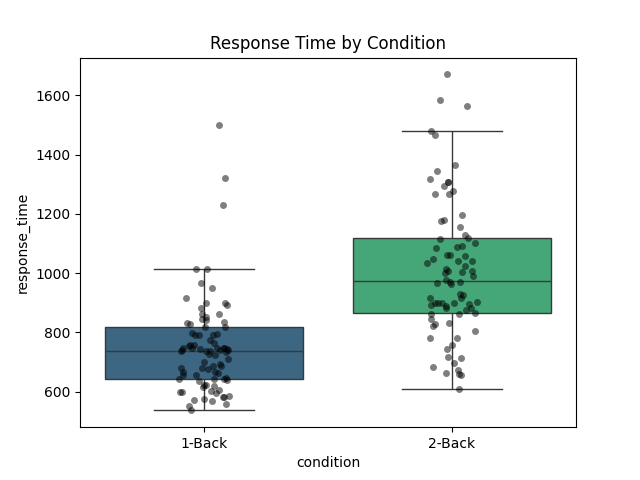 Response Time by Condition
response_time
1600
1400
1200
1000
800
600
1-Back
2-Back
condition